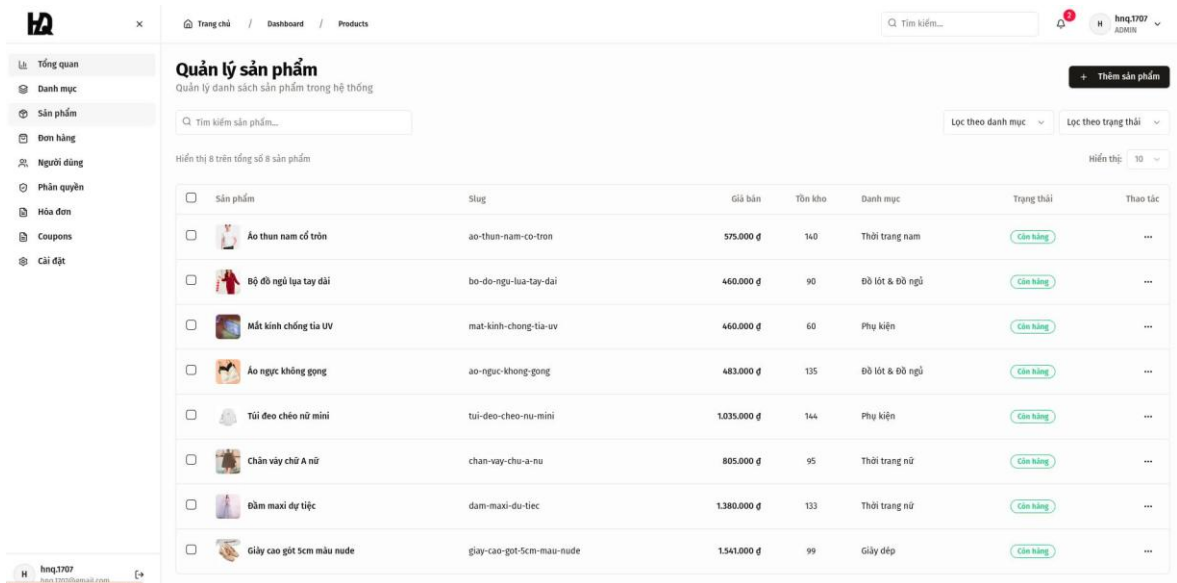 HQ
Trang chủ / Dashboard / Products
Tìm kiếm...
2
H
hnq.1707
ADMIN
Tổng quan
Danh mục
Sản phẩm
Đơn hàng
Người dùng
Phân quyền
Hóa đơn
Coupons
Cài đặt
Quản lý sản phẩm
Quản lý danh sách sản phẩm trong hệ thống
+ Thêm sản phẩm
Tìm kiếm sản phẩm...
Lọc theo danh mục
Lọc theo trạng thái
Hiển thị 8 trên tổng số 8 sản phẩm
Hiển thị: 10
Sản phẩm Slug Giá bán Tồn kho Danh mục Trạng thái Thao tác
Áo thun nam cổ tròn ao-thun-nam-co-tron 575.000 ₫ 140 Thời trang nam Còn hàng ...
Bộ đồ ngủ lụa tay dài bo-do-ngu-lua-tay-dai 460.000 ₫ 90 Đồ lót & Đồ ngủ Còn hàng ...
Mắt kính chống tia UV mat-kinh-chong-tia-uv 460.000 ₫ 60 Phụ kiện Còn hàng ...
Áo ngực không gọng ao-nguc-khong-gong 483.000 ₫ 135 Đồ lót & Đồ ngủ Còn hàng ...
Túi đeo chéo nữ mini tui-deo-cheo-nu-mini 1.035.000 ₫ 144 Phụ kiện Còn hàng ...
Chân váy chữ A nữ chan-vay-chu-a-nu 805.000 ₫ 95 Thời trang nữ Còn hàng ...
Đầm maxi dự tiệc dam-maxi-du-tiec 1.380.000 ₫ 133 Thời trang nữ Còn hàng ...
Giày cao gót 5cm màu nude giay-cao-got-5cm-mau-nude 1.541.000 ₫ 99 Giày dép Còn hàng ...
H
hnq.1707